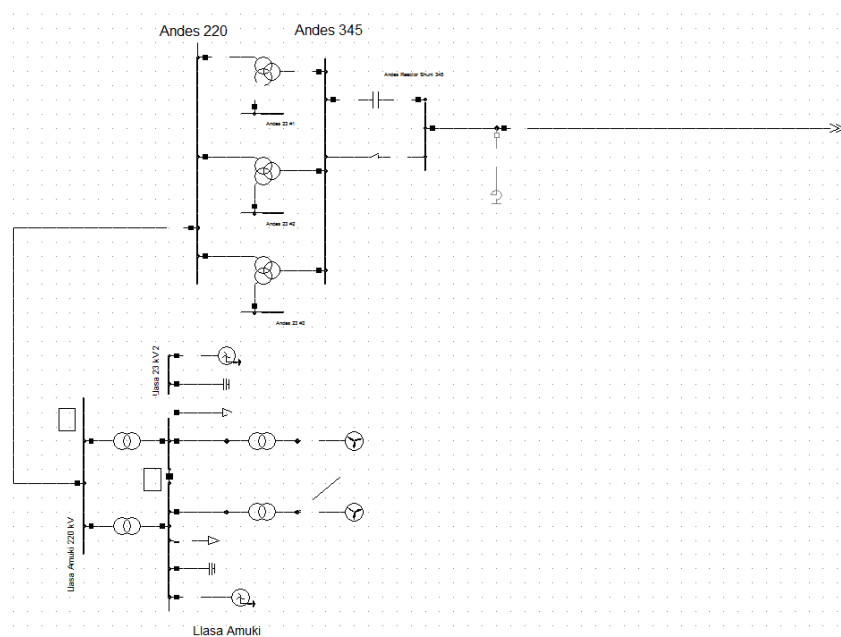 Andes 220
Andes 345
Andes Reactor Shunt 345
Andes 23 #1
Andes 23 #2
Andes 23 #3
Llasa 23 kV 2
Llasa Amuki 220 kV
Llasa Amuki